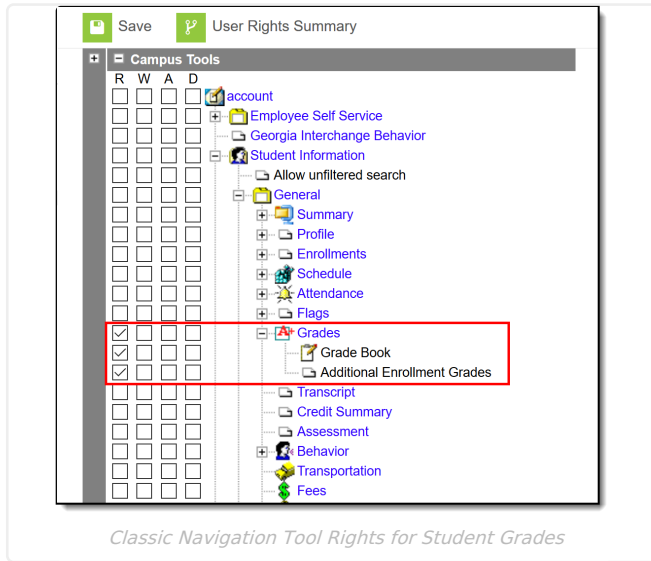 Save User Rights Summary
Campus Tools
R W A D
account
Employee Self Service
Georgia Interchange Behavior
Student Information
Allow unfiltered search
General
Summary
Profile
Enrollments
Schedule
Attendance
Flags
Grades
Grade Book
Additional Enrollment Grades
Transcript
Credit Summary
Assessment
Behavior
Transportation
Fees
Classic Navigation Tool Rights for Student Grades